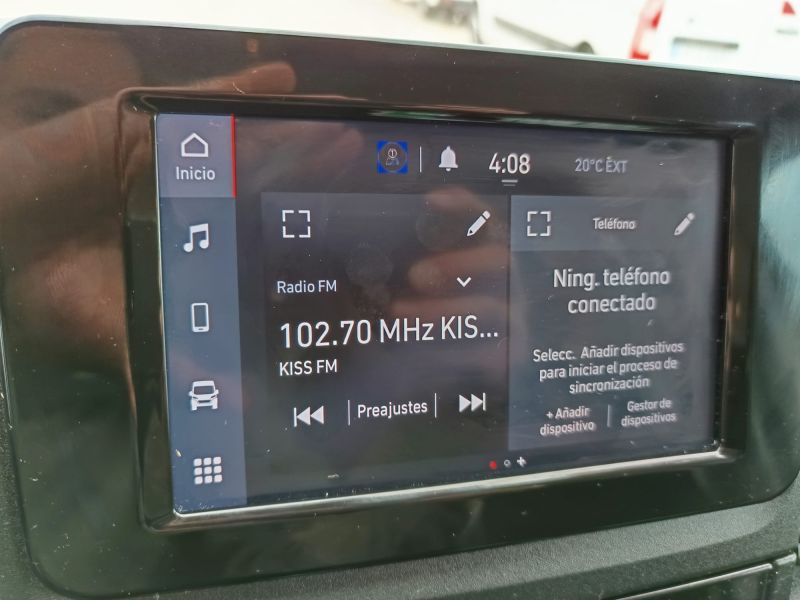 Inicio
4:08
20°C EXT
Radio FM
102.70 MHz KIS...
KISS FM
Preajustes
Teléfono
Ning. teléfono
conectado
Selecc. Añadir dispositivos
para iniciar el proceso de
sincronización
+ Añadir
dispositivo
Gestor de
dispositivos